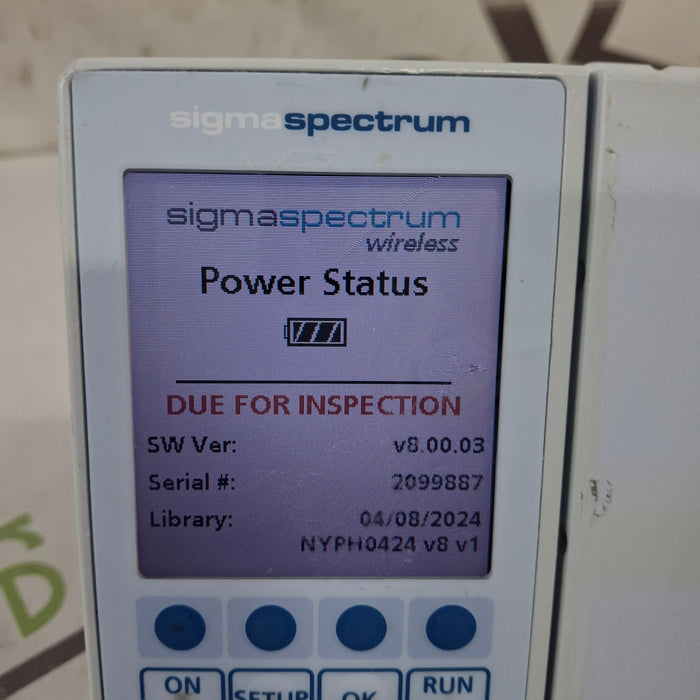 sigmaspectrum
sigmaspectrum
wireless
Power Status
DUE FOR INSPECTION
SW Ver: v8.00.03
Serial #: 2099887
Library: 04/08/2024
NYPH0424 v8 v1
ON SETUP OK RUN